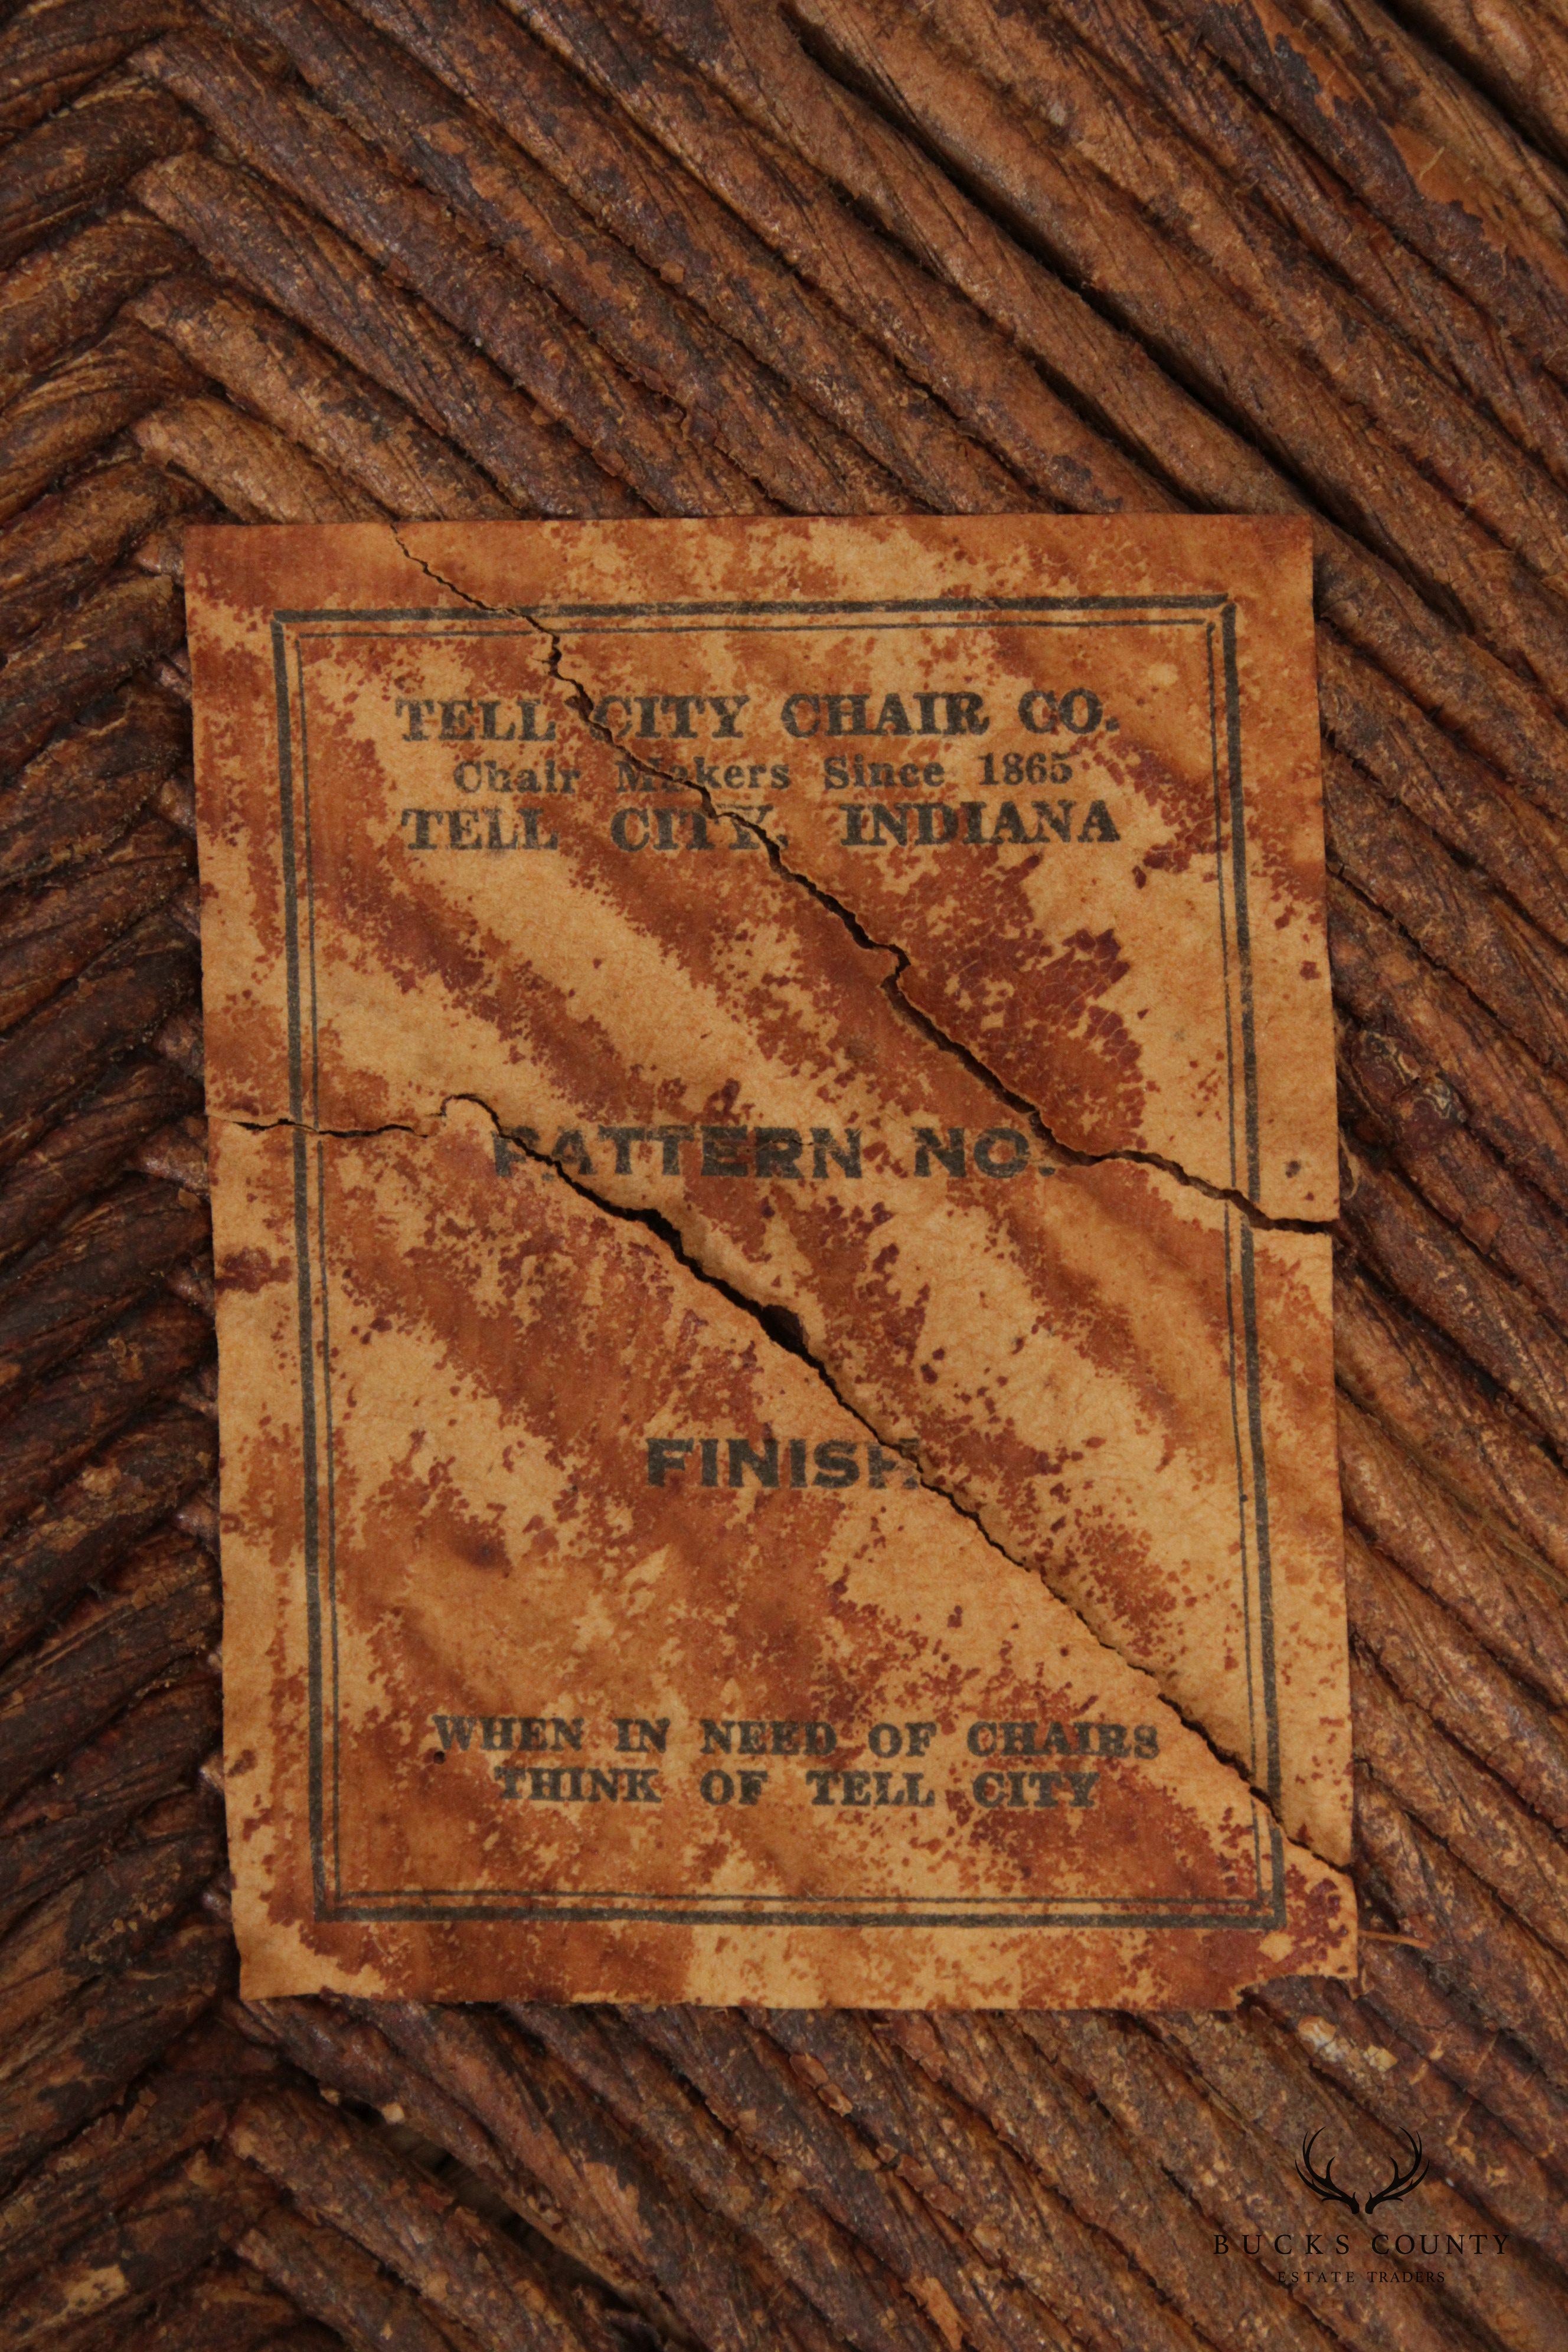 TELL CITY CHAIR CO.
Chair Makers Since 1865
TELL CITY, INDIANA
PATTERN NO.
FINISH
WHEN IN NEED OF CHAIRS
THINK OF TELL CITY
BUCKS COUNTY
ESTATE TRADERS